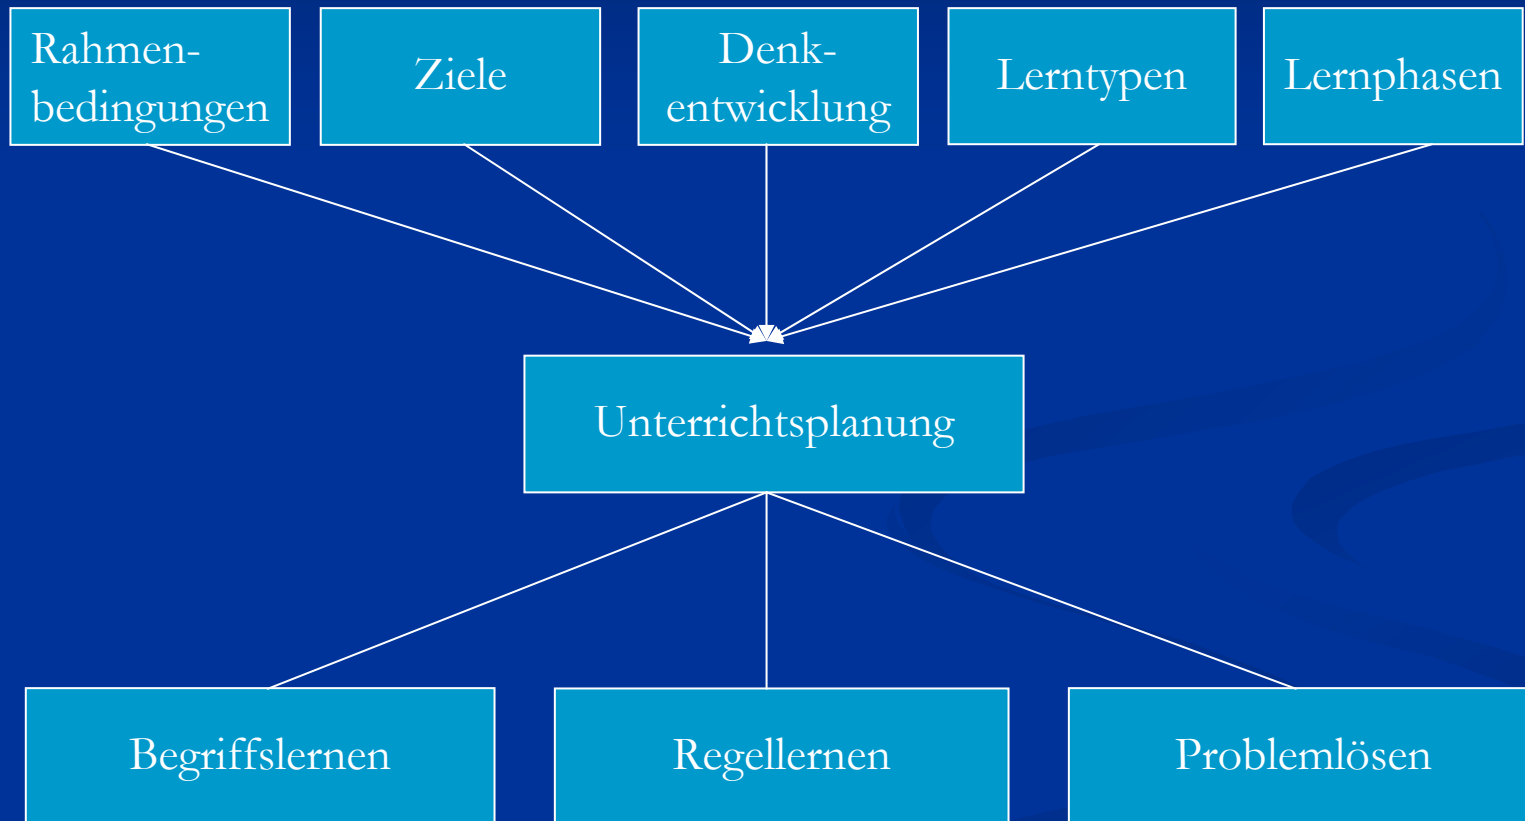 Rahmen-
bedingungen
Ziele
Denk-
entwicklung
Lerntypen
Lernphasen
Unterrichtsplanung
Begriffslernen
Regellernen
Problemlösen